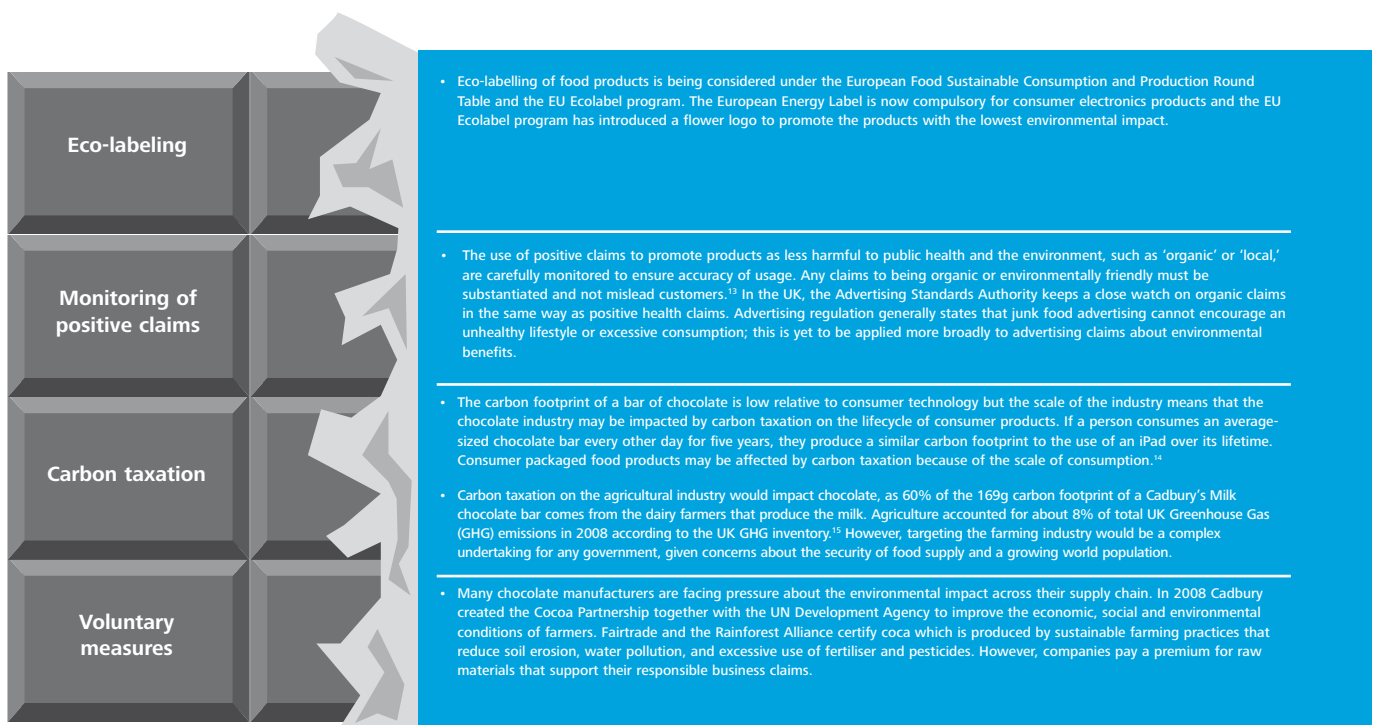 Eco-labeling
• Eco-labelling of food products is being considered under the European Food Sustainable Consumption and Production Round
Table and the EU Ecolabel program. The European Energy Label is now compulsory for consumer electronics products and the EU
Ecolabel program has introduced a flower logo to promote the products with the lowest environmental impact.
Monitoring of
positive claims
• The use of positive claims to promote products as less harmful to public health and the environment, such as ‘organic’ or ‘local,’
are carefully monitored to ensure accuracy of usage. Any claims to being organic or environmentally friendly must be
substantiated and not mislead customers.¹³ In the UK, the Advertising Standards Authority keeps a close watch on organic claims
in the same way as positive health claims. Advertising regulation generally states that junk food advertising cannot encourage an
unhealthy lifestyle or excessive consumption; this is yet to be applied more broadly to advertising claims about environmental
benefits.
Carbon taxation
• The carbon footprint of a bar of chocolate is low relative to consumer technology but the scale of the industry means that the
chocolate industry may be impacted by carbon taxation on the lifecycle of consumer products. If a person consumes an average-
sized chocolate bar every other day for five years, they produce a similar carbon footprint to the use of an iPad over its lifetime.
Consumer packaged food products may be affected by carbon taxation because of the scale of consumption.¹⁴
• Carbon taxation on the agricultural industry would impact chocolate, as 60% of the 169g carbon footprint of a Cadbury’s Milk
chocolate bar comes from the dairy farmers that produce the milk. Agriculture accounted for about 8% of total UK Greenhouse Gas
(GHG) emissions in 2008 according to the UK GHG inventory.¹⁵ However, targeting the farming industry would be a complex
undertaking for any government, given concerns about the security of food supply and a growing world population.
Voluntary
measures
• Many chocolate manufacturers are facing pressure about the environmental impact across their supply chain. In 2008 Cadbury
created the Cocoa Partnership together with the UN Development Agency to improve the economic, social and environmental
conditions of farmers. Fairtrade and the Rainforest Alliance certify coca which is produced by sustainable farming practices that
reduce soil erosion, water pollution, and excessive use of fertiliser and pesticides. However, companies pay a premium for raw
materials that support their responsible business claims.